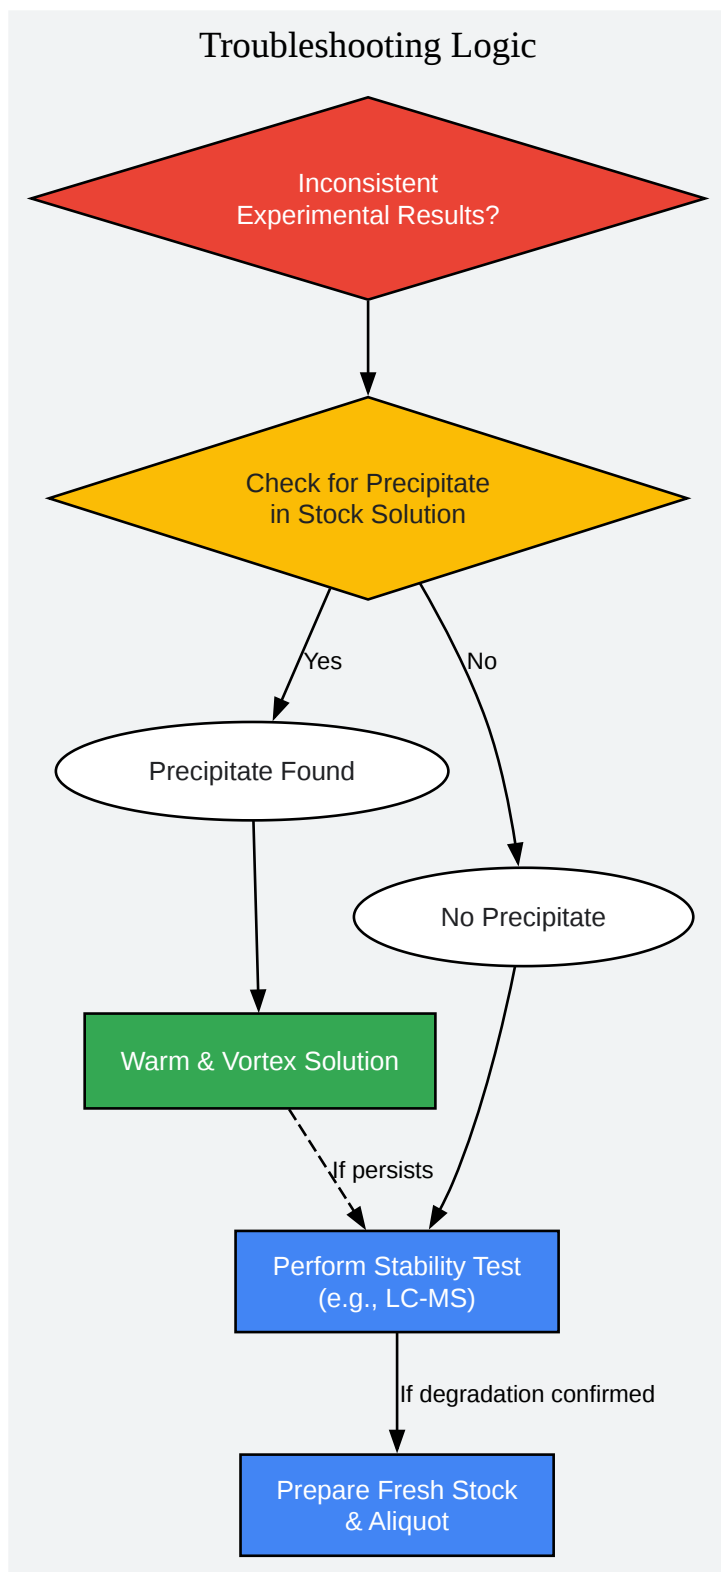 Troubleshooting Logic
Inconsistent
Experimental Results?
Check for Precipitate
in Stock Solution
Yes
No
Precipitate Found
No Precipitate
Warm & Vortex Solution
If persists
Perform Stability Test
(e.g., LC-MS)
If degradation confirmed
Prepare Fresh Stock
& Aliquot